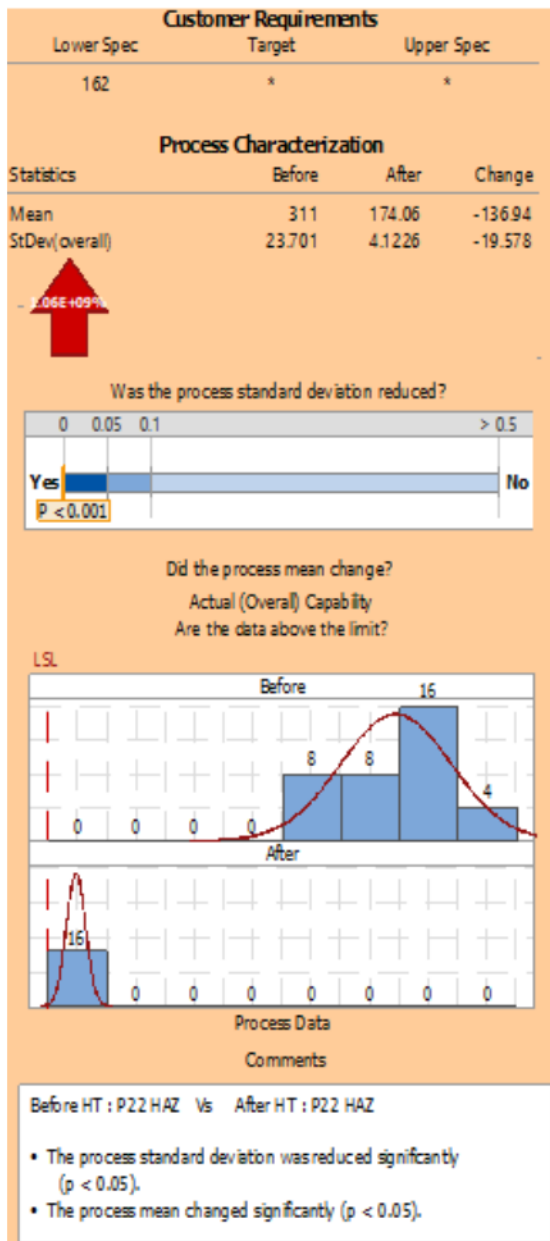 Customer Requirements
Lower Spec Target Upper Spec
162 * *
Process Characterization
Statistics Before After Change
Mean 311 174.06 -136.94
StDev(overall) 23.701 4.1226 -19.578
Was the process standard deviation reduced?
0 0.05 0.1 > 0.5
Yes No
P < 0.001
Did the process mean change?
Actual (Overall) Capability
Are the data above the limit?
LSL
Before
16
8 8
4
0 0 0 0
After
16
0 0 0 0 0 0 0
Process Data
Comments
Before HT : P22 HAZ Vs After HT : P22 HAZ
• The process standard deviation was reduced significantly
(p < 0.05).
• The process mean changed significantly (p < 0.05).